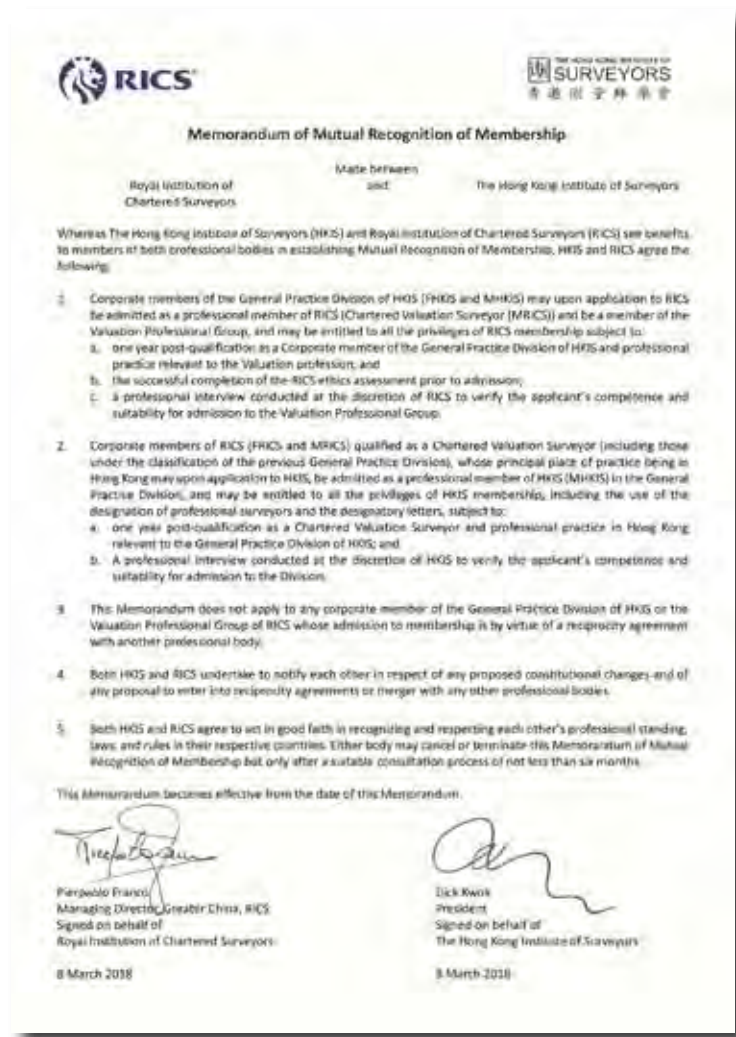 RICS
THE HONG KONG INSTITUTE OF
SURVEYORS
香港測量師學會
Memorandum of Mutual Recognition of Membership
Made between
Royal Institution of and The Hong Kong Institute of Surveyors
Chartered Surveyors
Whereas The Hong Kong Institute of Surveyors (HKIS) and Royal Institution of Chartered Surveyors (RICS) see benefits
to members of both professional bodies in establishing Mutual Recognition of Membership, HKIS and RICS agree the
following:
1. Corporate members of the General Practice Division of HKIS (FHKIS and MHKIS) may upon application to RICS
be admitted as a professional member of RICS (Chartered Valuation Surveyor (MRICS)) and be a member of the
Valuation Professional Group, and may be entitled to all the privileges of RICS membership subject to:
a. one year post-qualification as a Corporate member of the General Practice Division of HKIS and professional
practice relevant to the Valuation profession; and
b. the successful completion of the RICS ethics assessment prior to admission;
c. a professional interview conducted at the discretion of RICS to verify the applicant's competence and
suitability for admission to the Valuation Professional Group.
2. Corporate members of RICS (FRICS and MRICS) qualified as a Chartered Valuation Surveyor (including those
under the classification of the previous General Practice Division), whose principal place of practice being in
Hong Kong may upon application to HKIS, be admitted as a professional member of HKIS (MHKIS) in the General
Practice Division, and may be entitled to all the privileges of HKIS membership, including the use of the
designation of professional surveyors and the designatory letters, subject to:
a. one year post-qualification as a Chartered Valuation Surveyor and professional practice in Hong Kong
relevant to the General Practice Division of HKIS; and
b. A professional interview conducted at the discretion of HKIS to verify the applicant's competence and
suitability for admission to the Division.
3. This Memorandum does not apply to any corporate member of the General Practice Division of HKIS or the
Valuation Professional Group of RICS whose admission to membership is by virtue of a reciprocity agreement
with another professional body.
4. Both HKIS and RICS undertake to notify each other in respect of any proposed constitutional changes and of
any proposal to enter into reciprocity agreements or merger with any other professional bodies.
5. Both HKIS and RICS agree to act in good faith in recognizing and respecting each other's professional standing,
laws, and rules in their respective countries. Either body may cancel or terminate this Memorandum of Mutual
Recognition of Membership but only after a suitable consultation process of not less than six months.
This Memorandum becomes effective from the date of this Memorandum.
Pierpaolo Franco
Managing Director, Greater China, RICS
Signed on behalf of
Royal Institution of Chartered Surveyors
8 March 2018
Dick Kwok
President
Signed on behalf of
The Hong Kong Institute of Surveyors
8 March 2018